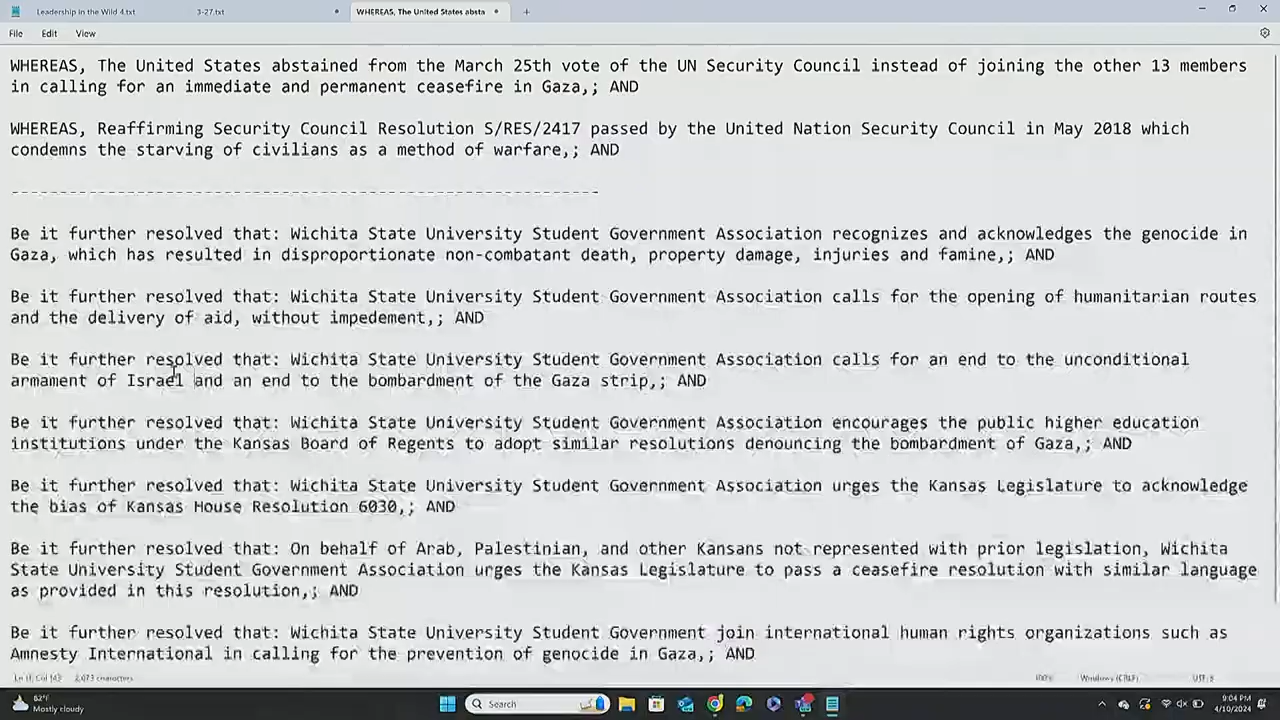 Leadership in the Wild 4.txt
3-27.txt
WHEREAS, The United States absta
File Edit View
WHEREAS, The United States abstained from the March 25th vote of the UN Security Council instead of joining the other 13 members
in calling for an immediate and permanent ceasefire in Gaza,; AND
WHEREAS, Reaffirming Security Council Resolution S/RES/2417 passed by the United Nation Security Council in May 2018 which
condemns the starving of civilians as a method of warfare,; AND
-------------------------------------------------------------
Be it further resolved that: Wichita State University Student Government Association recognizes and acknowledges the genocide in
Gaza, which has resulted in disproportionate non-combatant death, property damage, injuries and famine,; AND
Be it further resolved that: Wichita State University Student Government Association calls for the opening of humanitarian routes
and the delivery of aid, without impedement,; AND
Be it further resolved that: Wichita State University Student Government Association calls for an end to the unconditional
armament of Israel and an end to the bombardment of the Gaza strip,; AND
Be it further resolved that: Wichita State University Student Government Association encourages the public higher education
institutions under the Kansas Board of Regents to adopt similar resolutions denouncing the bombardment of Gaza,; AND
Be it further resolved that: Wichita State University Student Government Association urges the Kansas Legislature to acknowledge
the bias of Kansas House Resolution 6030,; AND
Be it further resolved that: On behalf of Arab, Palestinian, and other Kansans not represented with prior legislation, Wichita
State University Student Government Association urges the Kansas Legislature to pass a ceasefire resolution with similar language
as provided in this resolution,; AND
Be it further resolved that: Wichita State University Student Government join international human rights organizations such as
Amnesty International in calling for the prevention of genocide in Gaza,; AND
2,073 characters
100%
Windows (CRLF)
UTF-8
62°F
Mostly cloudy
Search
9:04 PM
4/10/2024